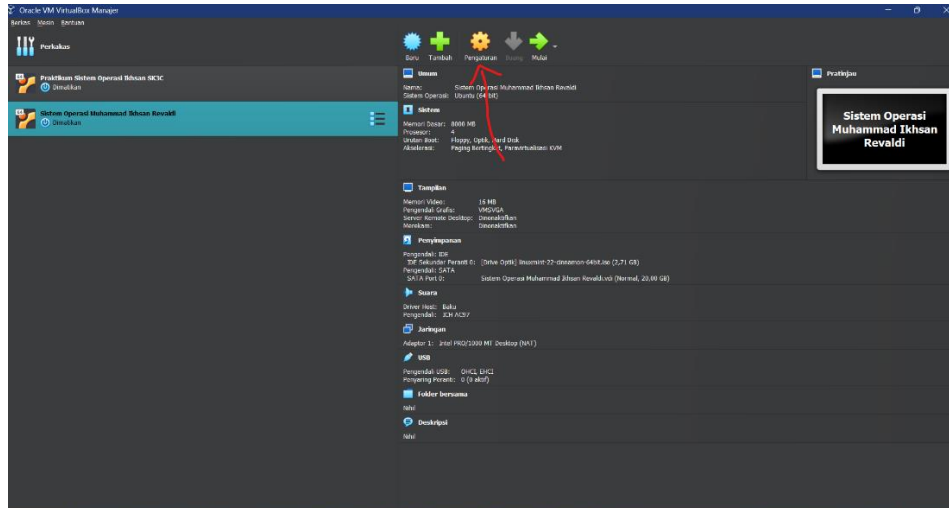 Oracle VM VirtualBox Manajer
Berkas Mesin Bantuan
Perkakas
Praktikum Sistem Operasi Ikhsan SIC3C
Dimatikan
Sistem Operasi Muhammad Ikhsan Revaldi
Dimatikan
Baru Tambah Pengaturan Buang Mulai
Umum
Nama: Sistem Operasi Muhammad Ikhsan Revaldi
Sistem Operasi: Ubuntu (64-bit)
Sistem
Memori Dasar: 8000 MB
Prosesor: 4
Urutan Boot: Floppy, Optik, Hard Disk
Akselerasi: Paging Bertingkat, Paravirtualisasi KVM
Tampilan
Memori Video: 16 MB
Pengendali Grafis: VMSVGA
Server Remote Desktop: Dinonaktifkan
Merekam: Dinonaktifkan
Penyimpanan
Pengendali: IDE
IDE Sekunder Peranti 0: [Drive Optik] linuxmint-22-cinnamon-64bit.iso (2,71 GB)
Pengendali: SATA
SATA Port 0: Sistem Operasi Muhammad Ikhsan Revaldi.vdi (Normal, 20,00 GB)
Suara
Driver Host: Baku
Pengendali: ICH AC97
Jaringan
Adaptor 1: Intel PRO/1000 MT Desktop (NAT)
USB
Pengendali USB: OHCI, EHCI
Penyaring Peranti: 0 (0 aktif)
Folder bersama
Nihil
Deskripsi
Nihil
Pratinjau
Sistem Operasi
Muhammad Ikhsan
Revaldi